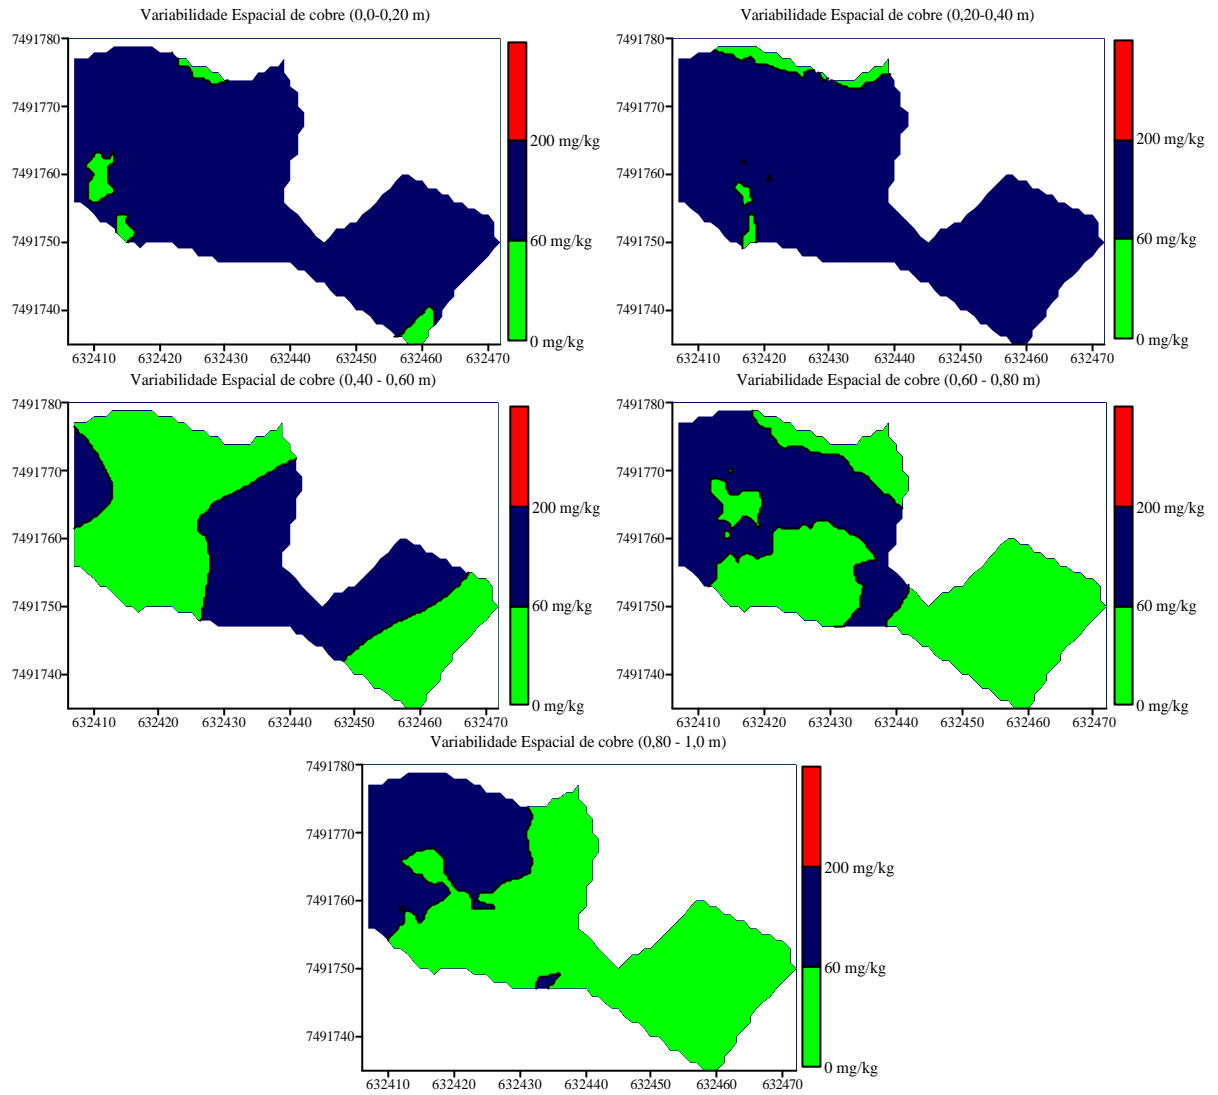 Variabilidade Espacial de cobre (0,0-0,20 m)
7491780
7491770
7491760
7491750
7491740
632410 632420 632430 632440 632450 632460 632470
200 mg/kg
60 mg/kg
0 mg/kg
Variabilidade Espacial de cobre (0,20-0,40 m)
7491780
7491770
7491760
7491750
7491740
632410 632420 632430 632440 632450 632460 632470
200 mg/kg
60 mg/kg
0 mg/kg
Variabilidade Espacial de cobre (0,40 - 0,60 m)
7491780
7491770
7491760
7491750
7491740
632410 632420 632430 632440 632450 632460 632470
200 mg/kg
60 mg/kg
0 mg/kg
Variabilidade Espacial de cobre (0,60 - 0,80 m)
7491780
7491770
7491760
7491750
7491740
632410 632420 632430 632440 632450 632460 632470
200 mg/kg
60 mg/kg
0 mg/kg
Variabilidade Espacial de cobre (0,80 - 1,0 m)
7491780
7491770
7491760
7491750
7491740
632410 632420 632430 632440 632450 632460 632470
200 mg/kg
60 mg/kg
0 mg/kg